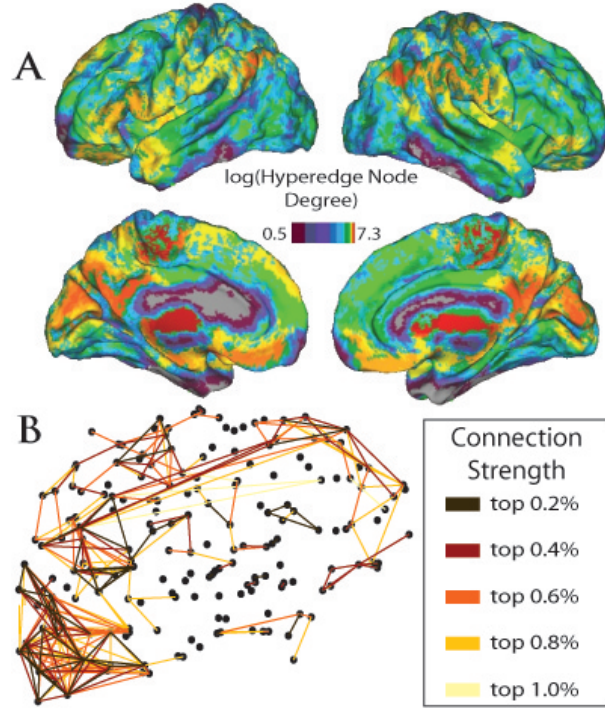 A
log(Hyperedge Node
Degree)
0.5 7.3
B
Connection
Strength
top 0.2%
top 0.4%
top 0.6%
top 0.8%
top 1.0%